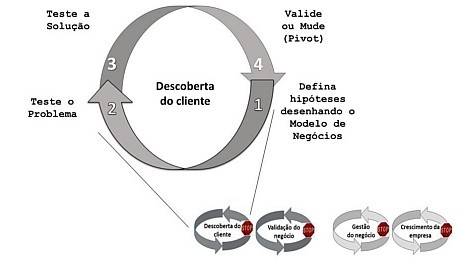 Teste a
Solução
Valide
ou Mude
(Pivot)
3
4
Descoberta
do cliente
Teste o
Problema
2
1
Defina
hipóteses
desenhando o
Modelo de
Negócios
Descoberta do
cliente
STOP
Validação do
negócio
STOP
Gestão
do negócio
STOP
Crescimento da
empresa
STOP